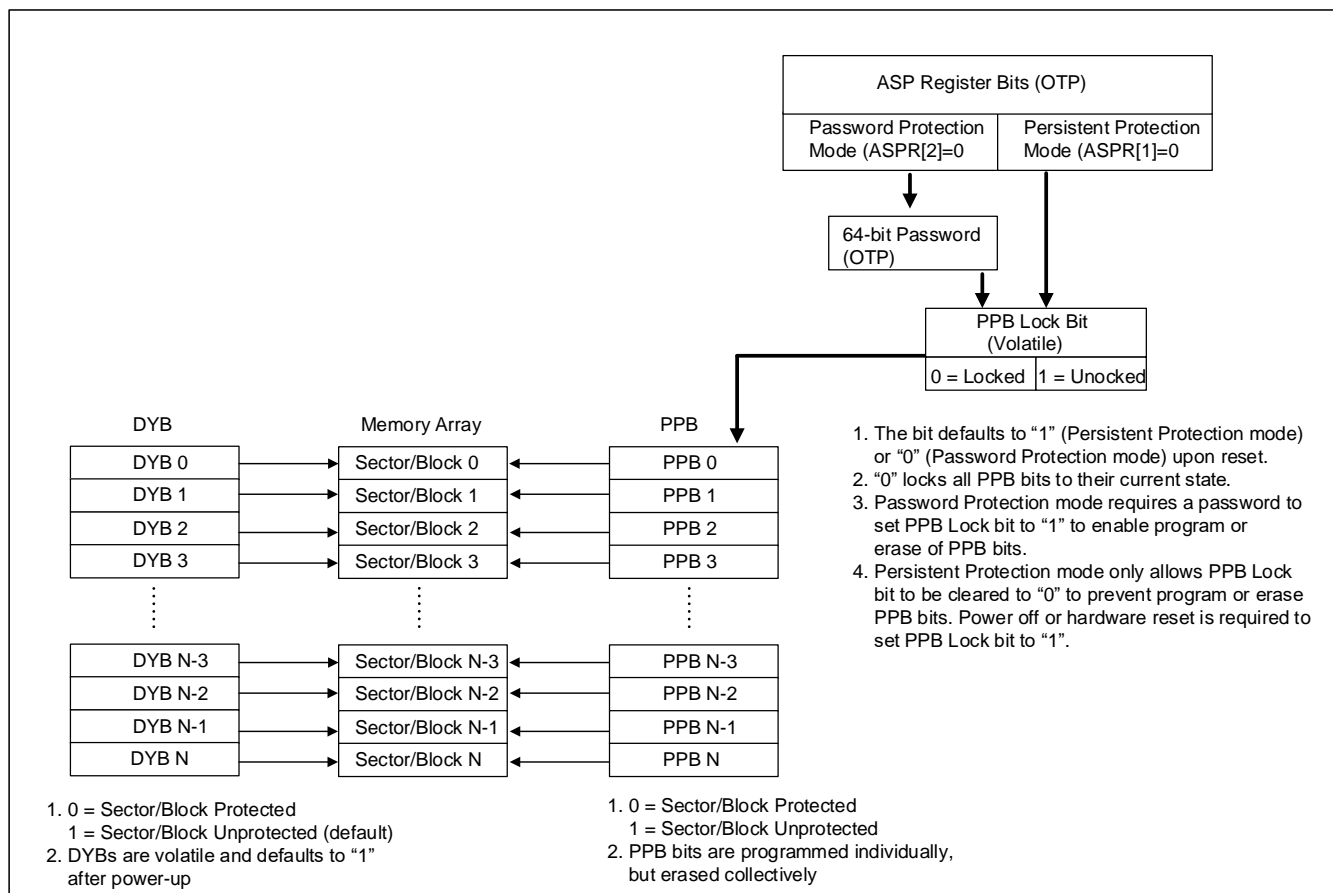 ASP Register Bits (OTP)
Password Protection
Mode (ASPR[2]=0
Persistent Protection
Mode (ASPR[1]=0
64-bit Password
(OTP)
PPB Lock Bit
(Volatile)
0 = Locked
1 = Unocked
1. The bit defaults to “1” (Persistent Protection mode)
or “0” (Password Protection mode) upon reset.
2. “0” locks all PPB bits to their current state.
3. Password Protection mode requires a password to
set PPB Lock bit to “1” to enable program or
erase of PPB bits.
4. Persistent Protection mode only allows PPB Lock
bit to be cleared to “0” to prevent program or erase
PPB bits. Power off or hardware reset is required to
set PPB Lock bit to “1”.
DYB
Memory Array
PPB
DYB 0
Sector/Block 0
PPB 0
DYB 1
Sector/Block 1
PPB 1
DYB 2
Sector/Block 2
PPB 2
DYB 3
Sector/Block 3
PPB 3
DYB N-3
Sector/Block N-3
PPB N-3
DYB N-2
Sector/Block N-2
PPB N-2
DYB N-1
Sector/Block N-1
PPB N-1
DYB N
Sector/Block N
PPB N
1. 0 = Sector/Block Protected
1 = Sector/Block Unprotected (default)
2. DYBs are volatile and defaults to “1”
after power-up
1. 0 = Sector/Block Protected
1 = Sector/Block Unprotected
2. PPB bits are programmed individually,
but erased collectively